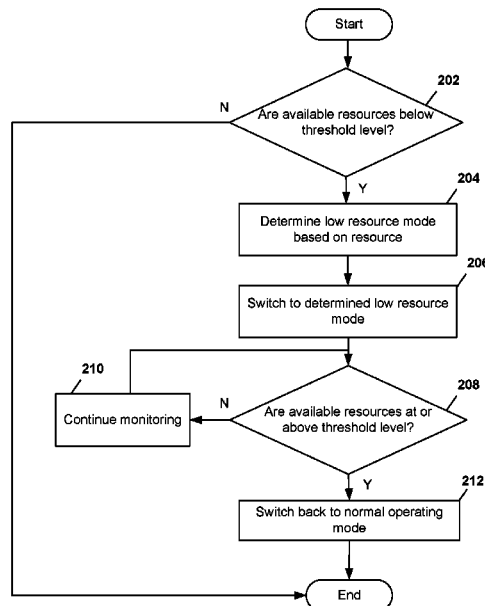 Start
202
N
Are available resources below
threshold level?
Y
204
Determine low resource mode
based on resource
206
Switch to determined low resource
mode
210
208
N
Continue monitoring
Are available resources at or
above threshold level?
Y
212
Switch back to normal operating
mode
End